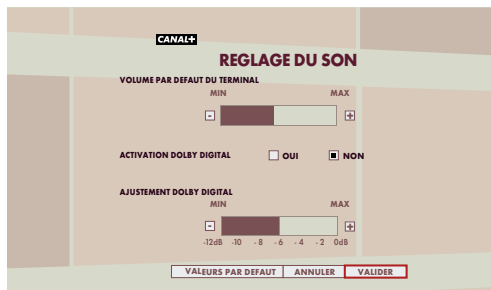 CANAL+
REGLAGE DU SON
VOLUME PAR DEFAUT DU TERMINAL
MIN MAX
- +
ACTIVATION DOLBY DIGITAL OUI NON
AJUSTEMENT DOLBY DIGITAL
MIN MAX
- +
-12dB -10 - 8 - 6 - 4 - 2 0dB
VALEURS PAR DEFAUT ANNULER VALIDER